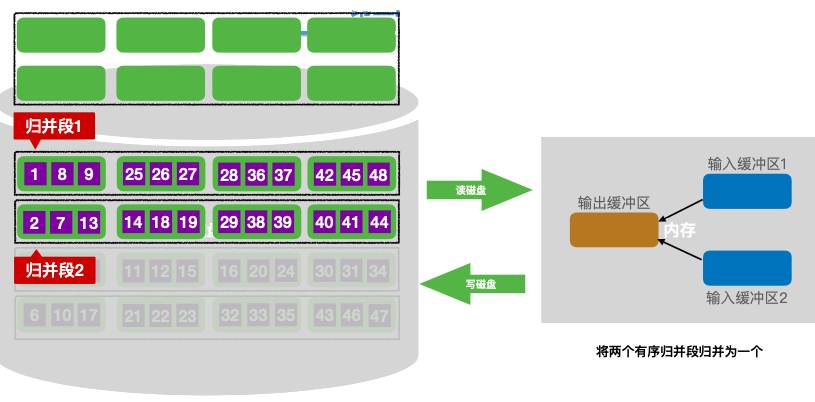 归并段1
1 8 9 25 26 27 28 36 37 42 45 48
2 7 13 14 18 19 29 38 39 40 41 44
归并段2
11 12 15 16 20 24 30 31 34
6 10 17 21 22 23 32 33 35 43 46 47
读磁盘
写磁盘
输入缓冲区1
输出缓冲区
内存
输入缓冲区2
将两个有序归并段归并为一个